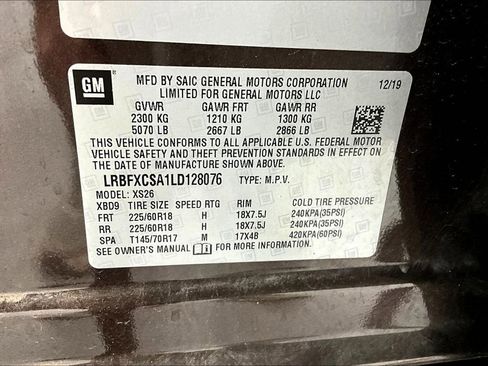 GM
MFD BY SAIC GENERAL MOTORS CORPORATION 12/19
LIMITED FOR GENERAL MOTORS LLC
GVWR GAWR FRT GAWR RR
2300 KG 1210 KG 1300 KG
5070 LB 2667 LB 2866 LB
THIS VEHICLE CONFORMS TO ALL APPLICABLE U.S. FEDERAL MOTOR
VEHICLE SAFETY, BUMPER, AND THEFT PREVENTION STANDARDS IN
EFFECT ON THE DATE OF MANUFACTURE SHOWN ABOVE.
LRBFXCSA1LD128076 TYPE: M.P.V.
MODEL: XS26
XB09 TIRE SIZE SPEED RIM COLD TIRE PRESSURE
FRT 225/60R18 H 18X7.5J 240KPA(35PSI)
RR 225/60R18 H 18X7.5J 240KPA(35PSI)
SPA T145/70R17 M 17X4B 420KPA(60PSI)
SEE OWNER'S MANUAL FOR MORE INFORMATION.